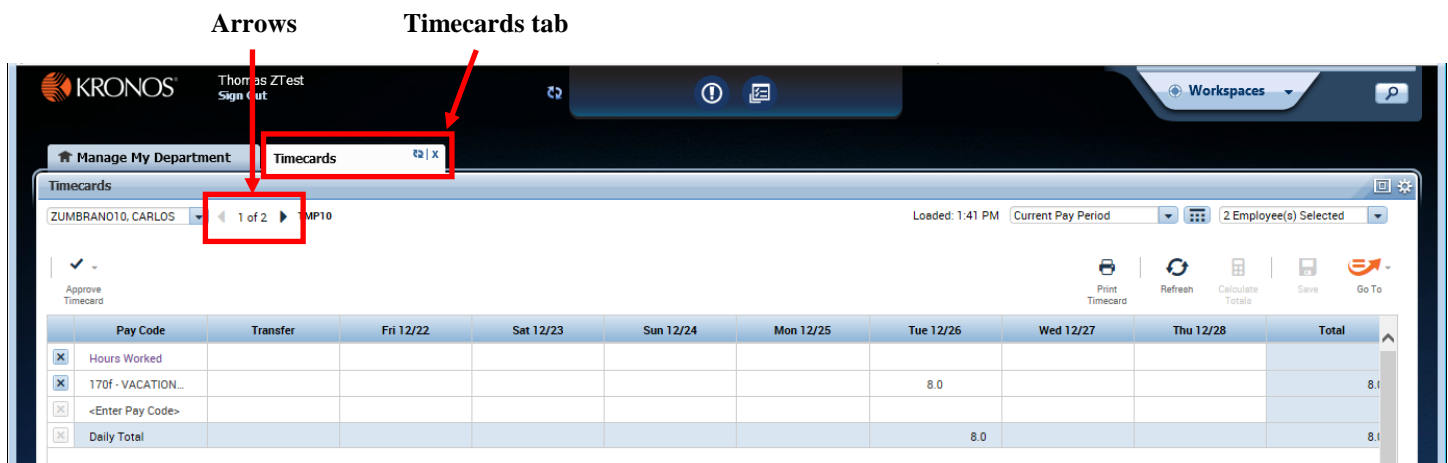 Arrows Timecards tab
KRONOS Thomas ZTest Workspaces
Sign Out
Manage My Department Timecards X
Timecards
ZUMBRANO10, CARLOS 1 of 2 TMP10 Loaded: 1:41 PM Current Pay Period 2 Employee(s) Selected
Approve Timecard Print Timecard Refresh Calculate Totals Save Go To
Pay Code Transfer Fri 12/22 Sat 12/23 Sun 12/24 Mon 12/25 Tue 12/26 Wed 12/27 Thu 12/28 Total
Hours Worked
170f - VACATION... 8.0 8.0
<Enter Pay Code>
Daily Total 8.0 8.0